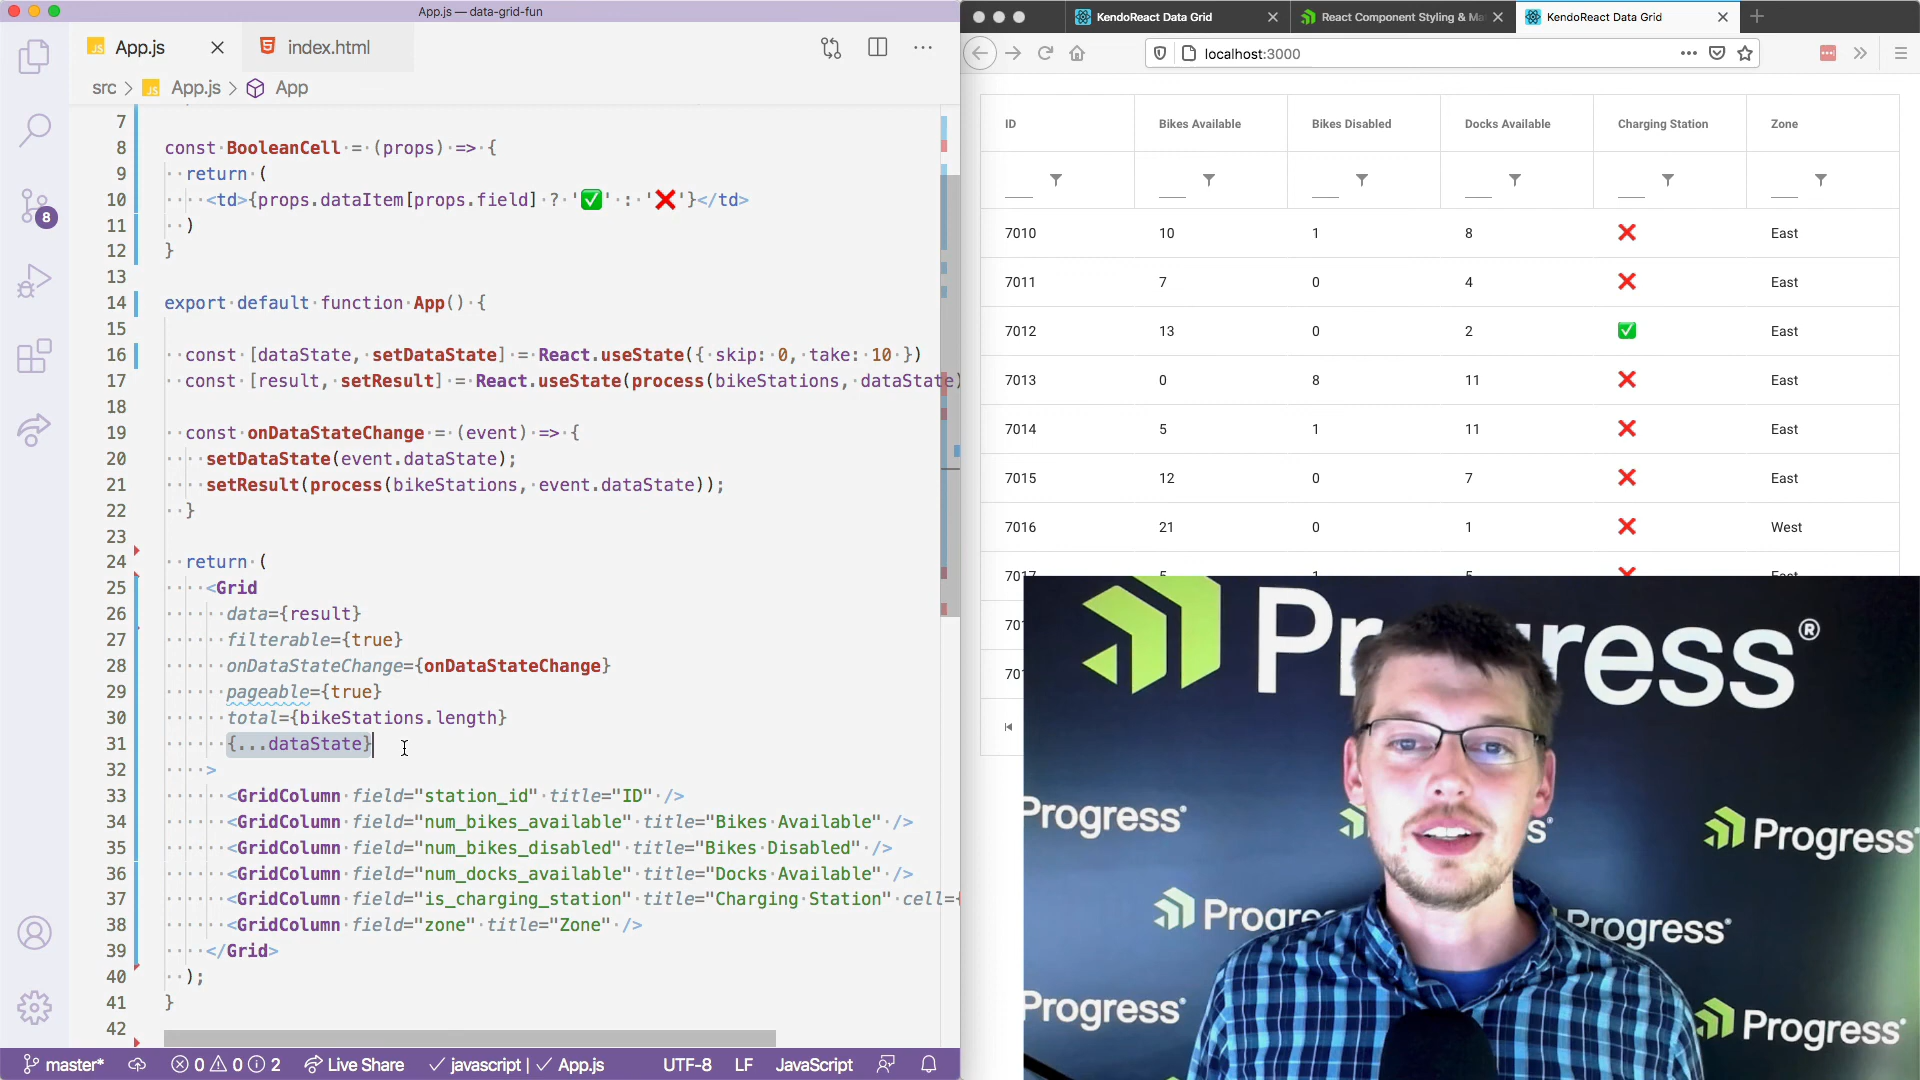 App.js — data-grid-fun
App.js
index.html
src > App.js > App
7
8 const BooleanCell = (props) => {
9 return (
10 <td>{props.dataItem[props.field] ? '✅' : '❌'}</td>
11 )
12 }
13
14 export default function App() {
15
16 const [dataState, setDataState] = React.useState({ skip: 0, take: 10 })
17 const [result, setResult] = React.useState(process(bikeStations, dataState)
18
19 const onDataStateChange = (event) => {
20 setDataState(event.dataState);
21 setResult(process(bikeStations, event.dataState));
22 }
23
24 return (
25 <Grid
26 data={result}
27 filterable={true}
28 onDataStateChange={onDataStateChange}
29 pageable={true}
30 total={bikeStations.length}
31 {...dataState}
32 >
33 <GridColumn field="station_id" title="ID" />
34 <GridColumn field="num_bikes_available" title="Bikes Available" />
35 <GridColumn field="num_bikes_disabled" title="Bikes Disabled" />
36 <GridColumn field="num_docks_available" title="Docks Available" />
37 <GridColumn field="is_charging_station" title="Charging Station" cell={
38 <GridColumn field="zone" title="Zone" />
39 </Grid>
40 );
41 }
42
8
master* 0 0 2 Live Share javascript | App.js UTF-8 LF JavaScript
KendoReact Data Grid
React Component Styling & Ma
KendoReact Data Grid
localhost:3000
ID Bikes Available Bikes Disabled Docks Available Charging Station Zone
7010 10 1 8 ❌ East
7011 7 0 4 ❌ East
7012 13 0 2 ✅ East
7013 0 8 11 ❌ East
7014 5 1 11 ❌ East
7015 12 0 7 ❌ East
7016 21 0 1 ❌ West
7017 5 1 5 ❌ East
701
701
Progress®
Progress
Progress
Progress
Progress
Progress
Progress